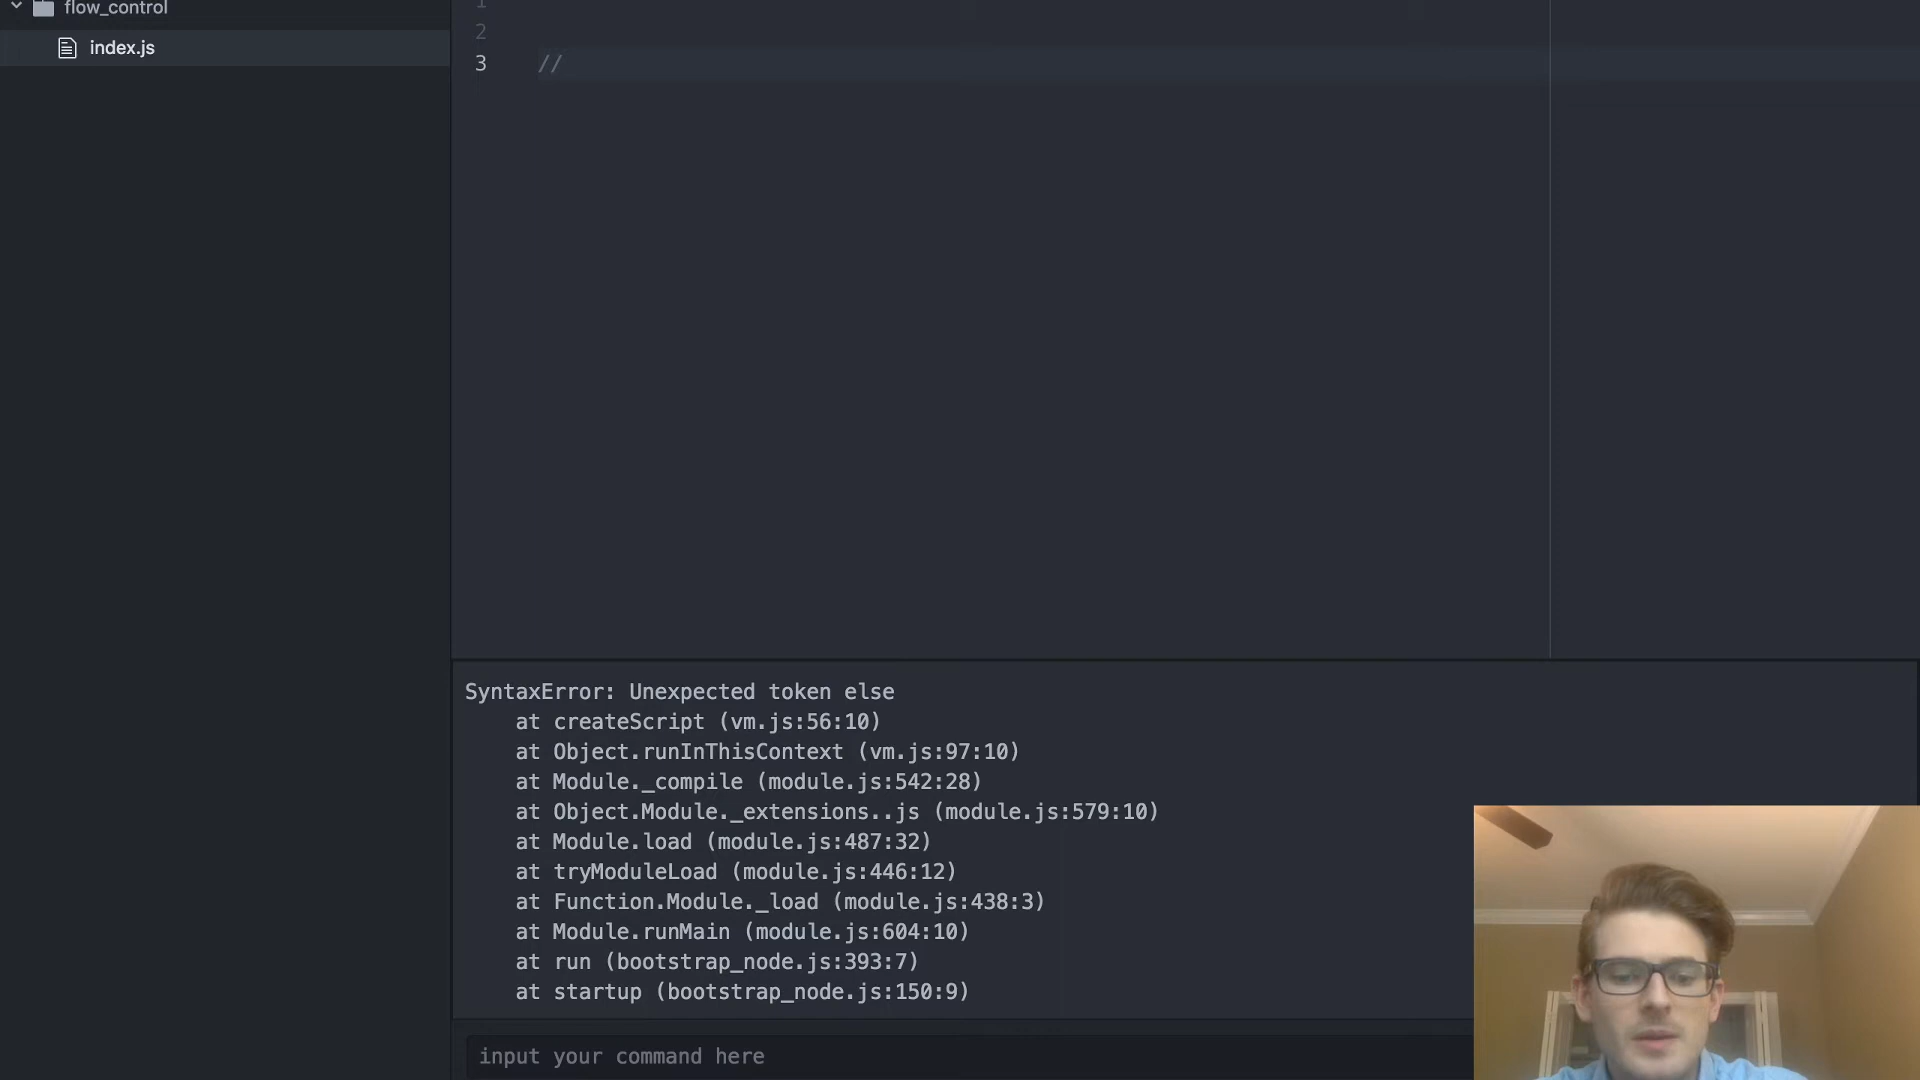 flow_control
index.js
1
2
3 //
SyntaxError: Unexpected token else
at createScript (vm.js:56:10)
at Object.runInThisContext (vm.js:97:10)
at Module._compile (module.js:542:28)
at Object.Module._extensions..js (module.js:579:10)
at Module.load (module.js:487:32)
at tryModuleLoad (module.js:446:12)
at Function.Module._load (module.js:438:3)
at Module.runMain (module.js:604:10)
at run (bootstrap_node.js:393:7)
at startup (bootstrap_node.js:150:9)
input your command here